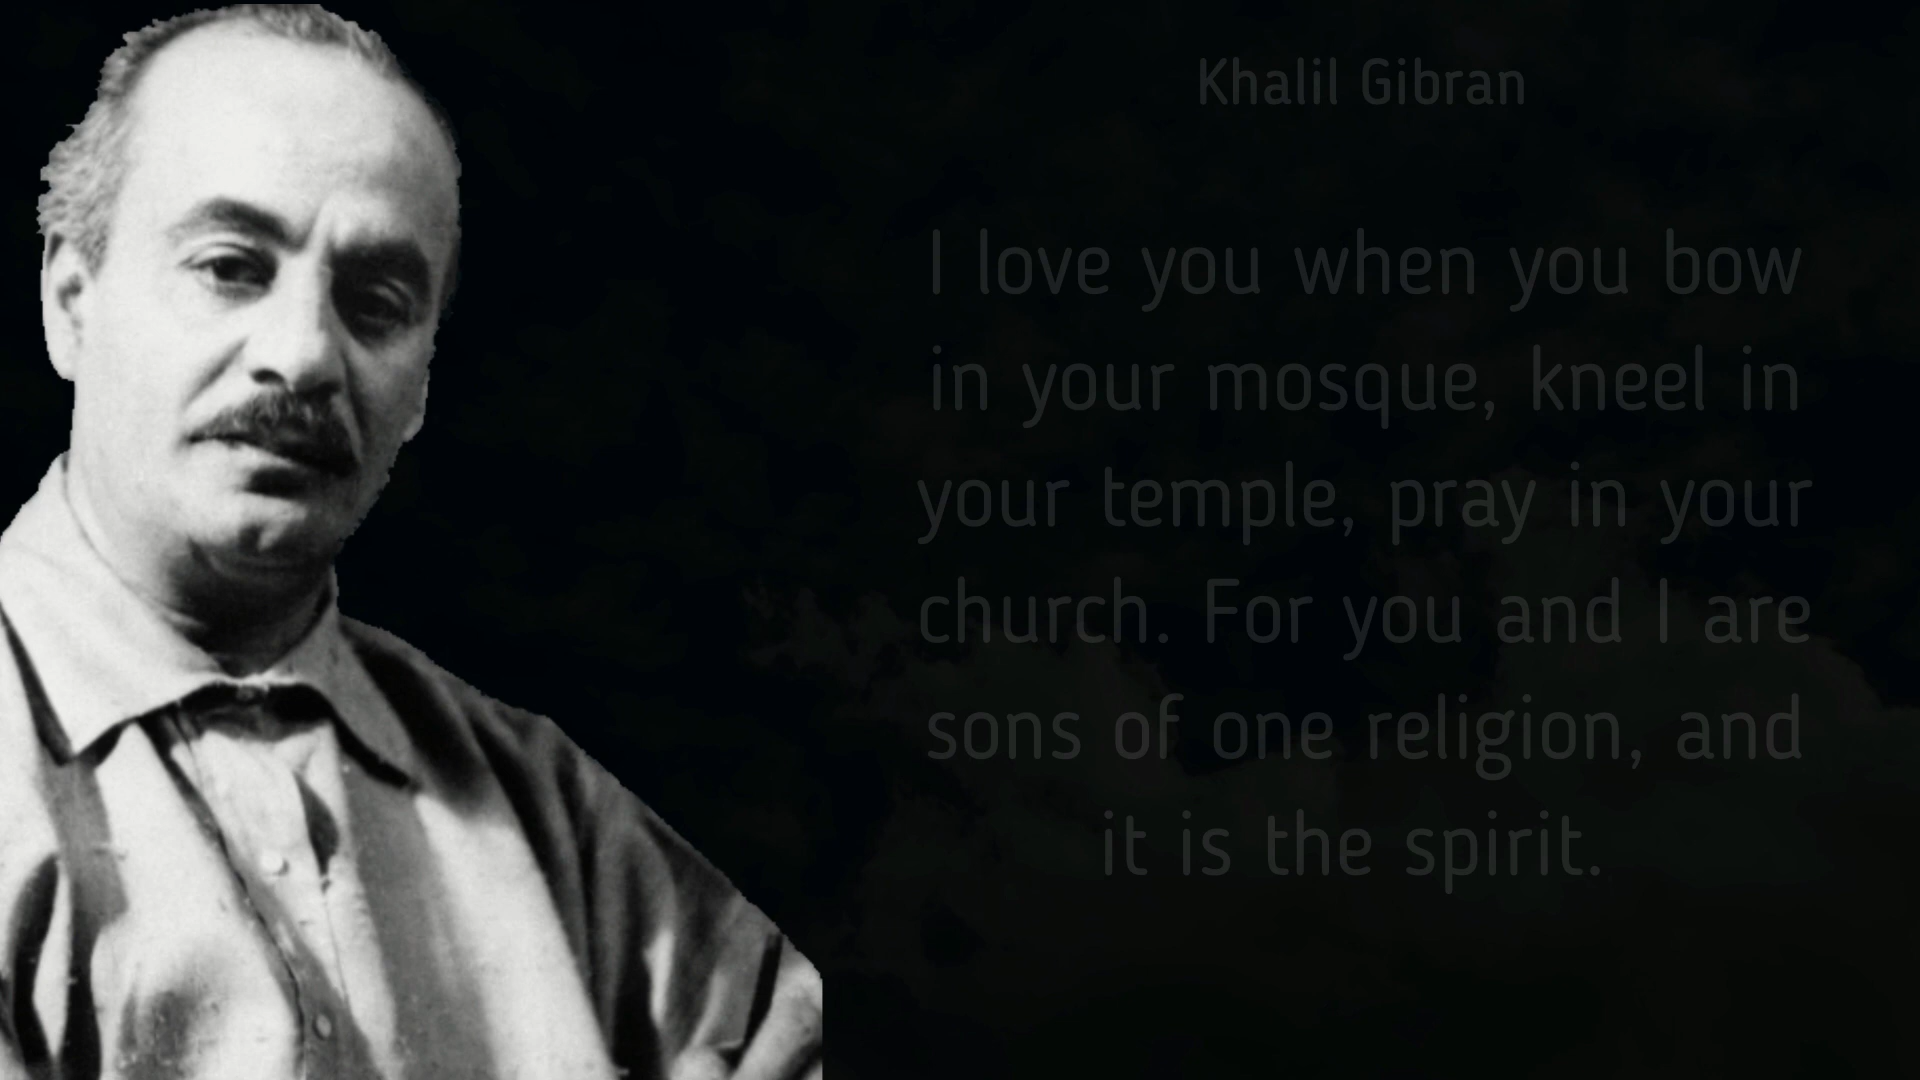 Khalil Gibran
I love you when you bow
in your mosque, kneel in
your temple, pray in your
church. For you and I are
sons of one religion, and
it is the spirit.